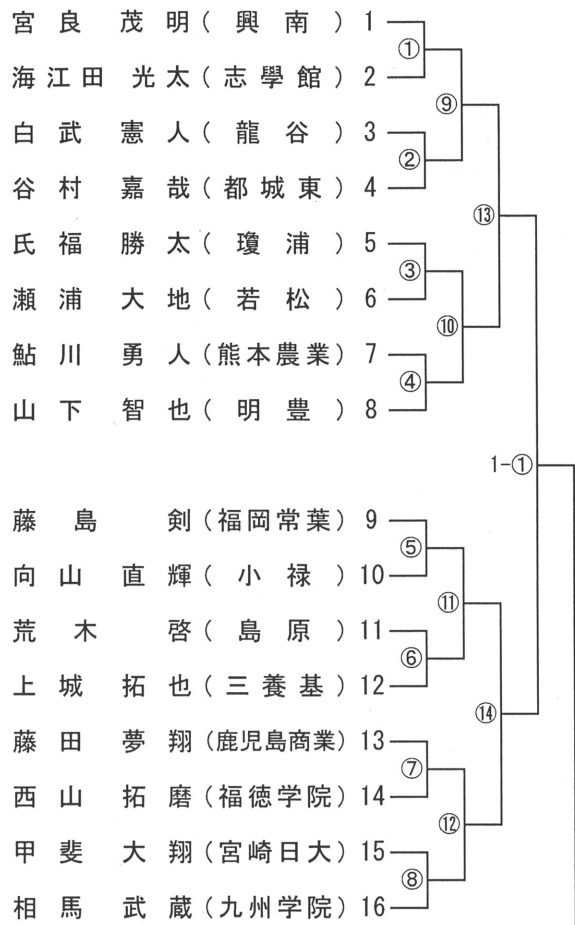 宮良 茂明(興南) 1
①
海江田 光太(志學館) 2
⑨
白武 憲人(龍谷) 3
②
谷村 嘉哉(都城東) 4
⑬
氏福 勝太(瓊浦) 5
③
瀬浦 大地(若松) 6
⑩
鮎川 勇人(熊本農業) 7
④
山下 智也(明豊) 8
1-①
藤島 剣(福岡常葉) 9
⑤
向山 直輝(小禄) 10
⑪
荒木 啓(島原) 11
⑥
上城 拓也(三養基) 12
⑭
藤田 夢翔(鹿児島商業) 13
⑦
西山 拓磨(福徳学院) 14
⑫
甲斐 大翔(宮崎日大) 15
⑧
相馬 武蔵(九州学院) 16